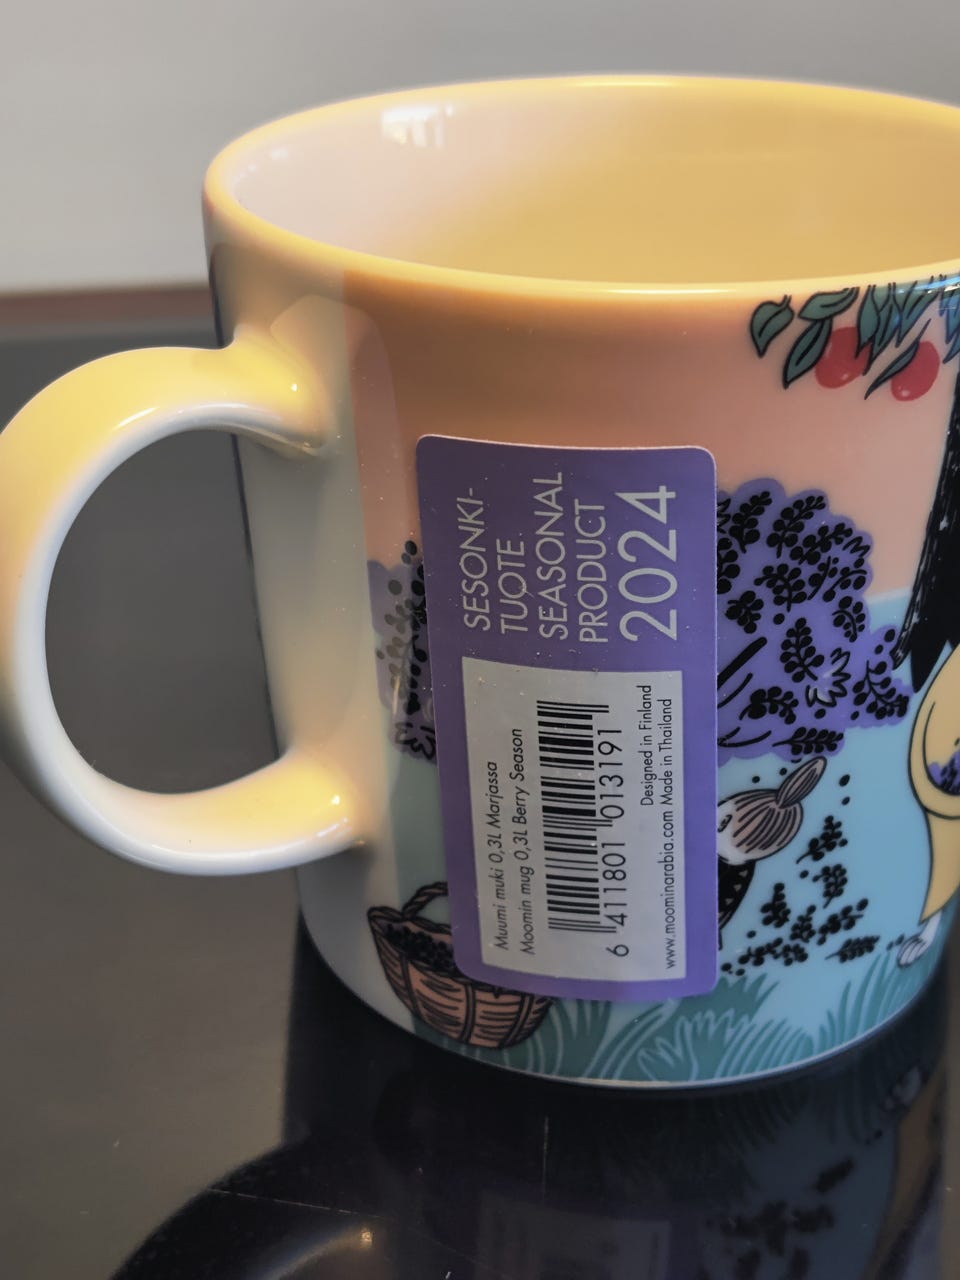 SESONKI-
TUOTE
SEASONAL
PRODUCT
2024
Muumi muki 0,3L Marjassa
Moomin mug 0,3L Berry Season
6 411801 013191
Designed in Finland
www.moominarabia.com Made in Thailand